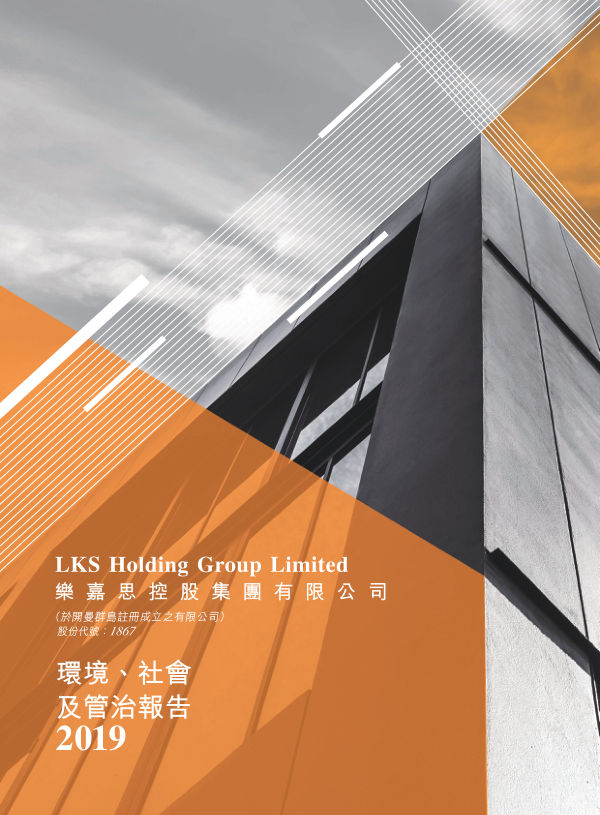 LKS Holding Group Limited
樂嘉思控股集團有限公司
（於開曼群島註冊成立之有限公司）
股份代號：1867
環境、社會
及管治報告
2019